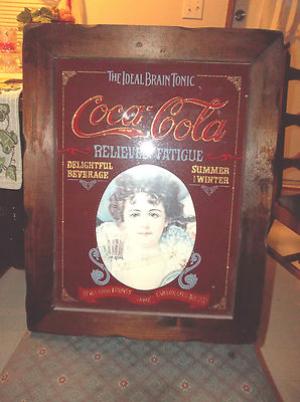 THE IDEAL BRAIN TONIC
Coca-Cola
RELIEVES FATIGUE
DELIGHTFUL
BEVERAGE
SUMMER
WINTER